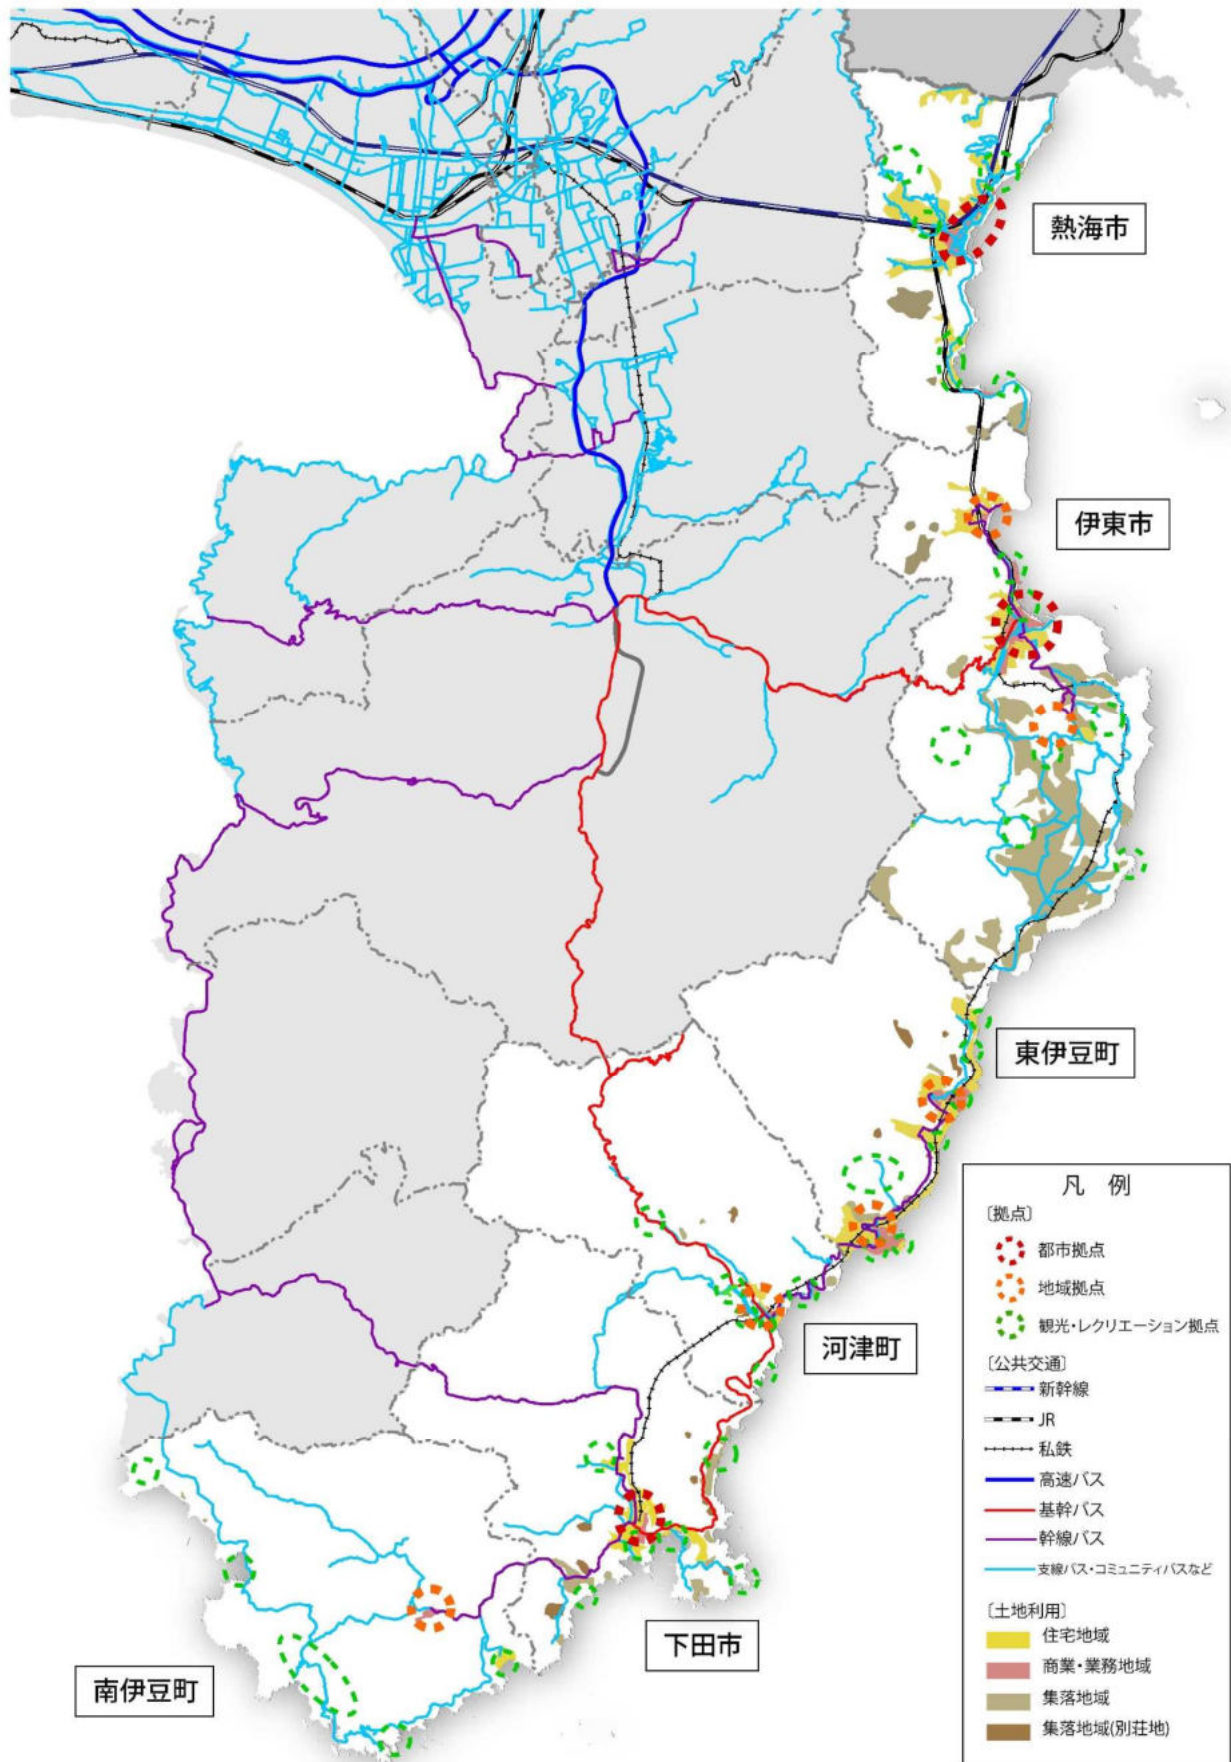 熱海市
伊東市
東伊豆町
河津町
下田市
南伊豆町
凡 例
〔拠点〕
都市拠点
地域拠点
観光・レクリエーション拠点
〔公共交通〕
新幹線
JR
私鉄
高速バス
基幹バス
幹線バス
支線バス・コミュニティバスなど
〔土地利用〕
住宅地域
商業・業務地域
集落地域
集落地域(別荘地)